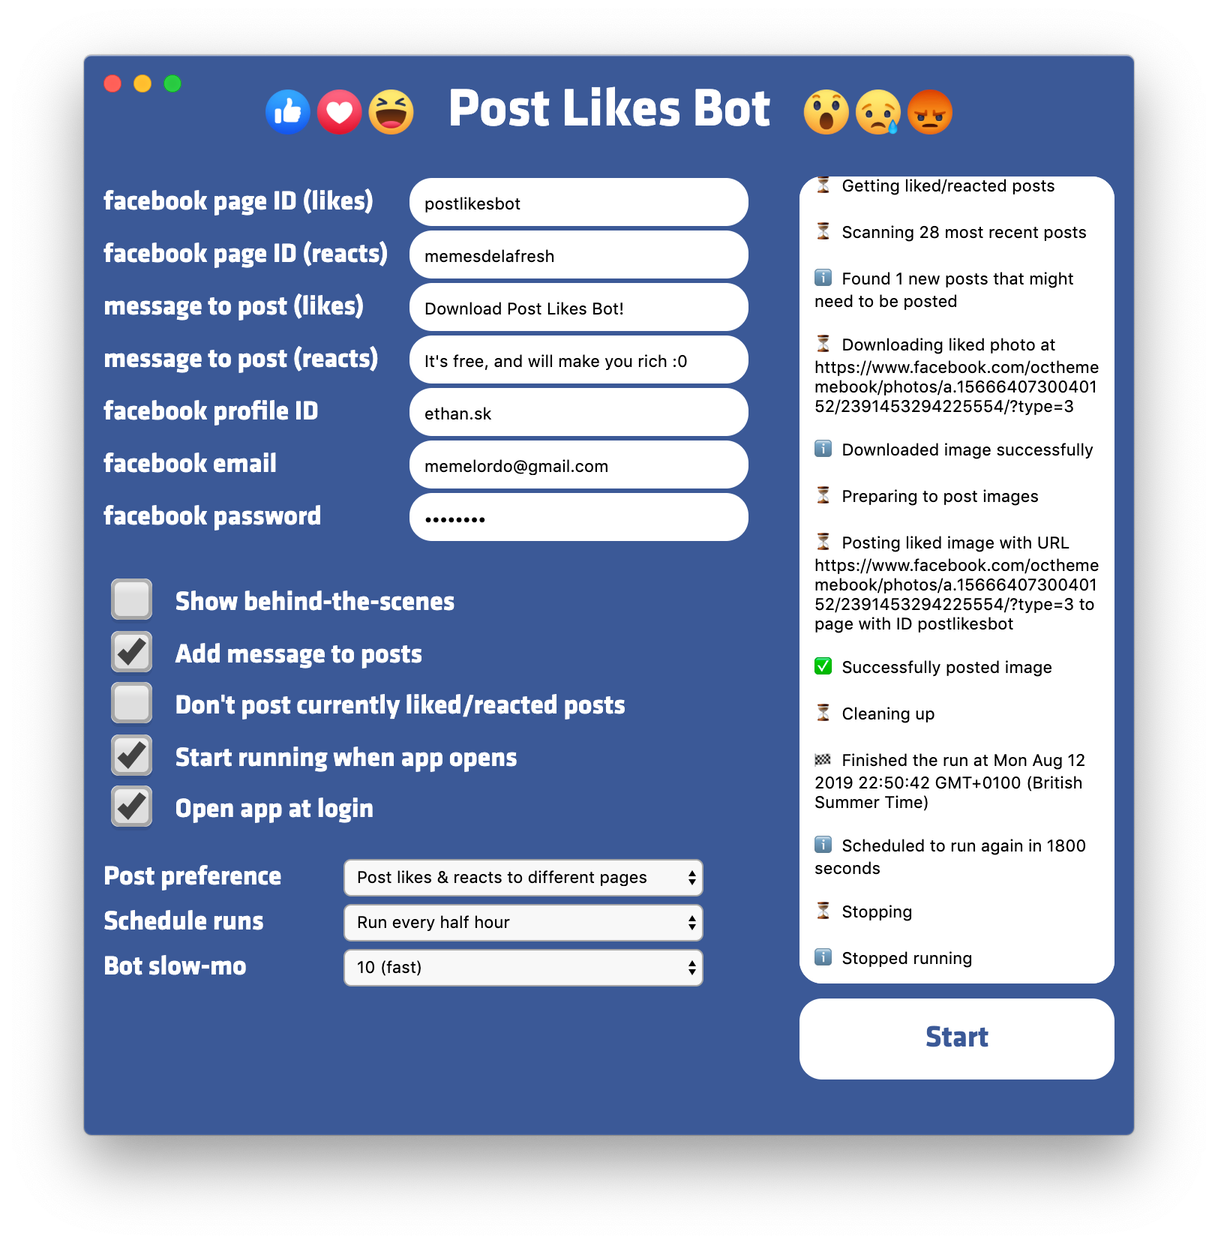 Post Likes Bot
facebook page ID (likes)
postlikesbot
facebook page ID (reacts)
memesdelafresh
message to post (likes)
Download Post Likes Bot!
message to post (reacts)
It's free, and will make you rich :0
facebook profile ID
ethan.sk
facebook email
memelordo@gmail.com
facebook password
••••••••
Show behind-the-scenes
Add message to posts
Don't post currently liked/reacted posts
Start running when app opens
Open app at login
Post preference
Post likes & reacts to different pages
Schedule runs
Run every half hour
Bot slow-mo
10 (fast)
Getting liked/reacted posts
Scanning 28 most recent posts
Found 1 new posts that might
need to be posted
Downloading liked photo at
https://www.facebook.com/octheme
mebook/photos/a.15666407300401
52/2391453294225554/?type=3
Downloaded image successfully
Preparing to post images
Posting liked image with URL
https://www.facebook.com/octheme
mebook/photos/a.15666407300401
52/2391453294225554/?type=3 to
page with ID postlikesbot
Successfully posted image
Cleaning up
Finished the run at Mon Aug 12
2019 22:50:42 GMT+0100 (British
Summer Time)
Scheduled to run again in 1800
seconds
Stopping
Stopped running
Start